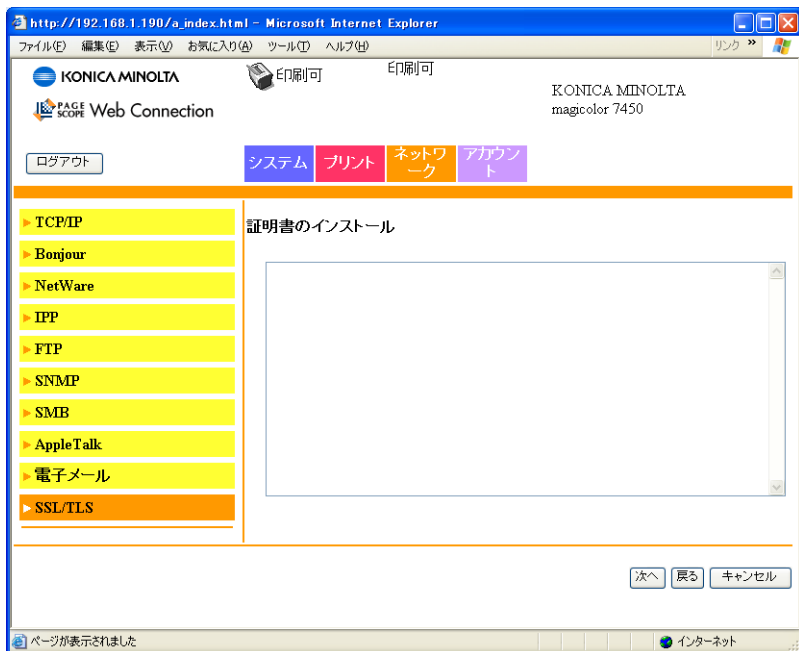 http://192.168.1.190/a_index.html - Microsoft Internet Explorer
ファイル(F) 編集(E) 表示(V) お気に入り(A) ツール(T) ヘルプ(H) リンク »
KONICA MINOLTA
印刷可
印刷可
KONICA MINOLTA
magicolor 7450
PAGE SCOPE Web Connection
ログアウト
システム
プリント
ネットワ
ーク
アカウン
ト
TCP/IP
Bonjour
NetWare
IPP
FTP
SNMP
SMB
AppleTalk
電子メール
SSL/TLS
証明書のインストール
次へ 戻る キャンセル
ページが表示されました インターネット